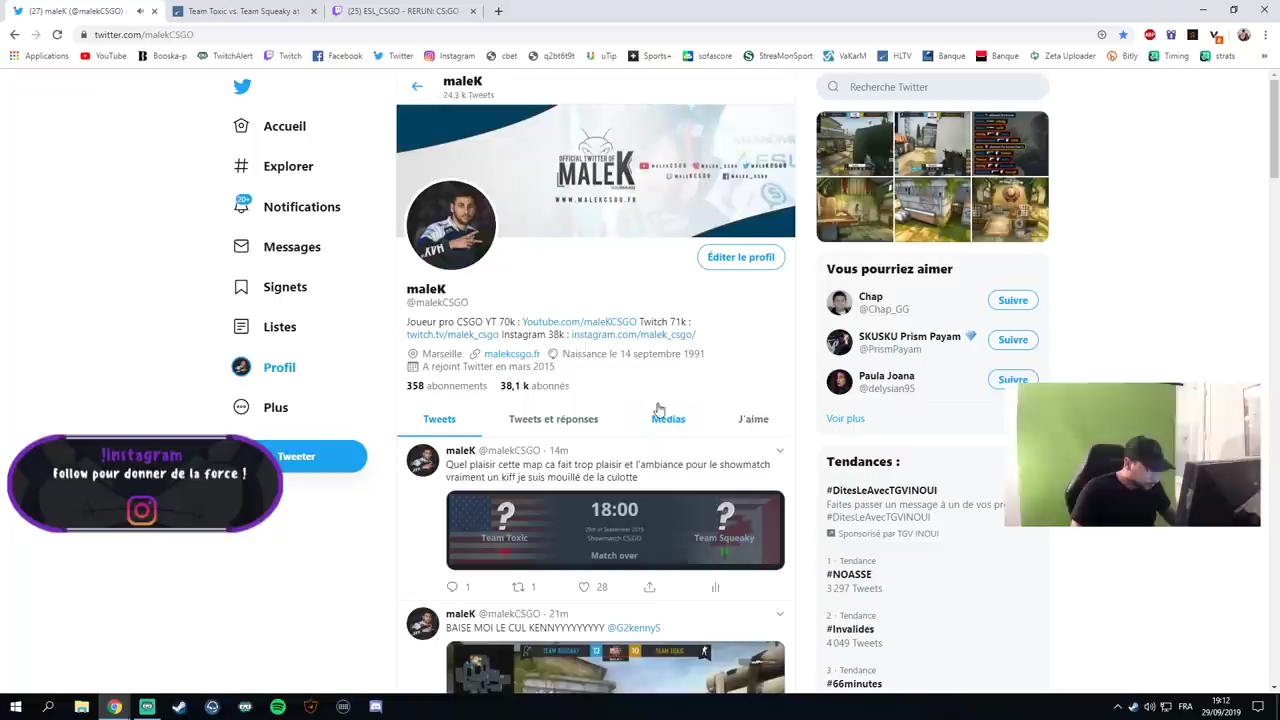 (27) maleK (@malekCSGO)
Team Toxic vs. Team Squeaky at
(25) ESL_CSGO - RERUN: CS:GO
twitter.com/malekCSGO
Applications YouTube Booska-p TwitchAlert Twitch Facebook Twitter Instagram cbet q2bt6t9t uTip Sports+ sofascore StreaMonSport VaKarM HLTV Banque Banque Zeta Uploader Bitly Timing strats
maleK
24.3 k Tweets
Recherche Twitter
Accueil
Explorer
20+
Notifications
Messages
Signets
Listes
Profil
Plus
Tweeter
!Instagram
Follow pour donner de la force !
OFFICIAL TWITTER OF
MALEK
WWW.MALEKCSGO.FR
Éditer le profil
maleK
@malekCSGO
Joueur pro CSGO YT 70k : Youtube.com/maleKCSGO Twitch 71k :
twitch.tv/malek_csgo Instagram 38k : instagram.com/malek_csgo/
Marseille malekcsgo.fr Naissance le 14 septembre 1991
A rejoint Twitter en mars 2015
358 abonnements 38,1 k abonnés
Tweets Tweets et réponses Médias J'aime
maleK @malekCSGO · 14m
Quel plaisir cette map ca fait trop plaisir et l'ambiance pour le showmatch
vraiment un kiff je suis mouillé de la culotte
? 18:00 ?
Team Toxic Showmatch CS:GO Team Squeaky
Match over
1 1 28
maleK @malekCSGO · 21m
BAISE MOI LE CUL KENNYYYYYYYYY @G2kennyS
TEAM SQUEAKY TEAM TOXIC
Vous pourriez aimer
Chap
@Chap_GG
Suivre
SKUSKU Prism Payam
@PrismPayam
Suivre
Paula Joana
@delysian95
Suivre
Voir plus
Tendances :
#DitesLeAvecTGVINOUI
Faites passer un message à un de vos pr
#DitesLeAvecTGVINOUI
Sponsorisé par TGV INOUI
1 · Tendance
#NOASSE
3 297 Tweets
2 · Tendance
#Invalides
4 049 Tweets
3 · Tendance
#66minutes
FRA
19:12
29/09/2019